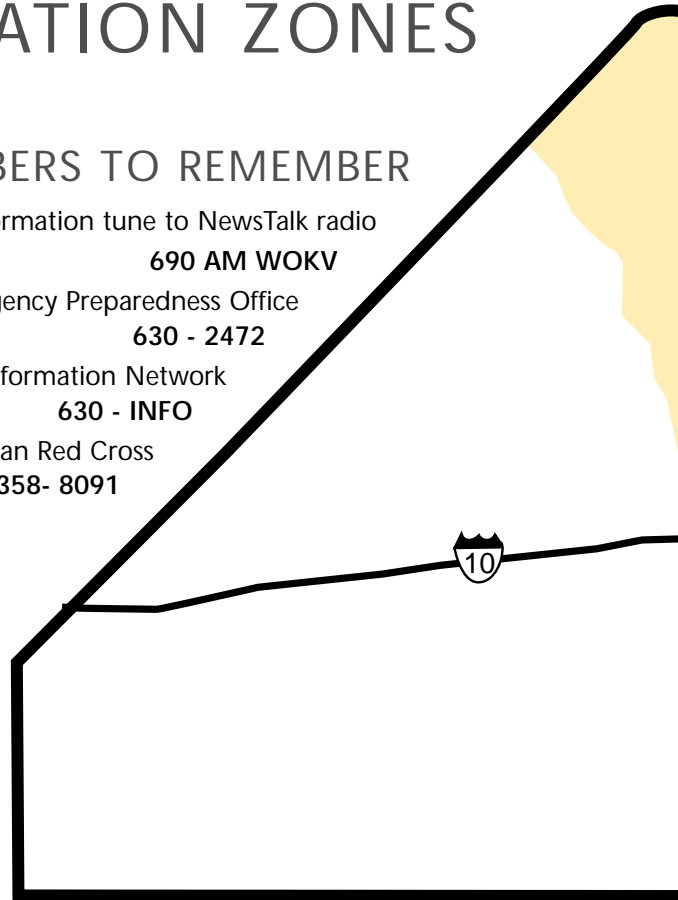 ATION ZONES
BERS TO REMEMBER
ormation tune to NewsTalk radio
690 AM WOKV
gency Preparedness Office
630 - 2472
nformation Network
630 - INFO
an Red Cross
358- 8091
10